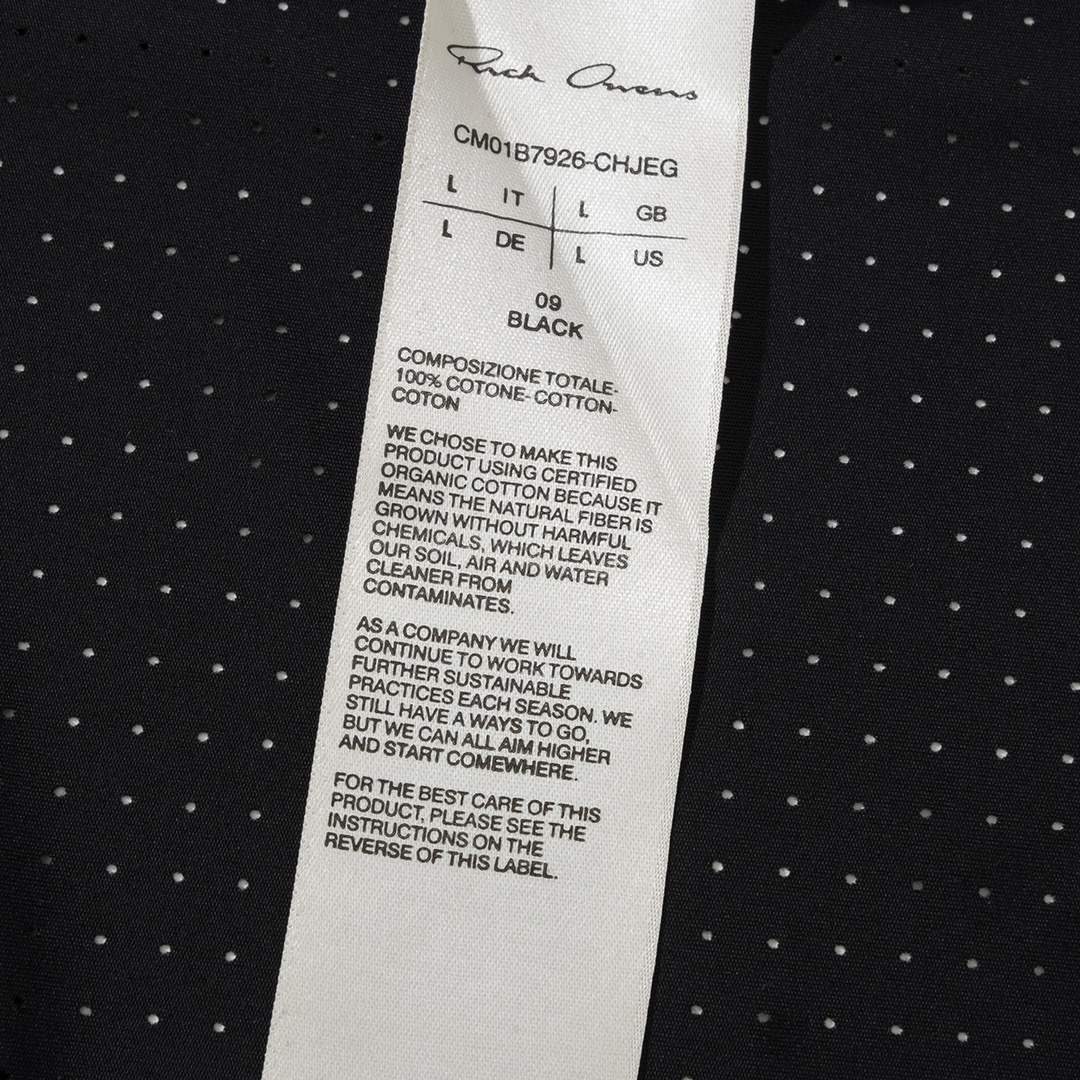 Rick Owens
CM01B7926-CHJEG
L IT L GB
L DE L US
09
BLACK
COMPOSIZIONE TOTALE-
100% COTONE- COTTON-
COTON
WE CHOSE TO MAKE THIS
PRODUCT USING CERTIFIED
ORGANIC COTTON BECAUSE IT
MEANS THE NATURAL FIBER IS
GROWN WITHOUT HARMFUL
CHEMICALS, WHICH LEAVES
OUR SOIL, AIR AND WATER
CLEANER FROM
CONTAMINATES.
AS A COMPANY WE WILL
CONTINUE TO WORK TOWARDS
FURTHER SUSTAINABLE
PRACTICES EACH SEASON. WE
STILL HAVE A WAYS TO GO,
BUT WE CAN ALL AIM HIGHER
AND START COMEWHERE.
FOR THE BEST CARE OF THIS
PRODUCT, PLEASE SEE THE
INSTRUCTIONS ON THE
REVERSE OF THIS LABEL.